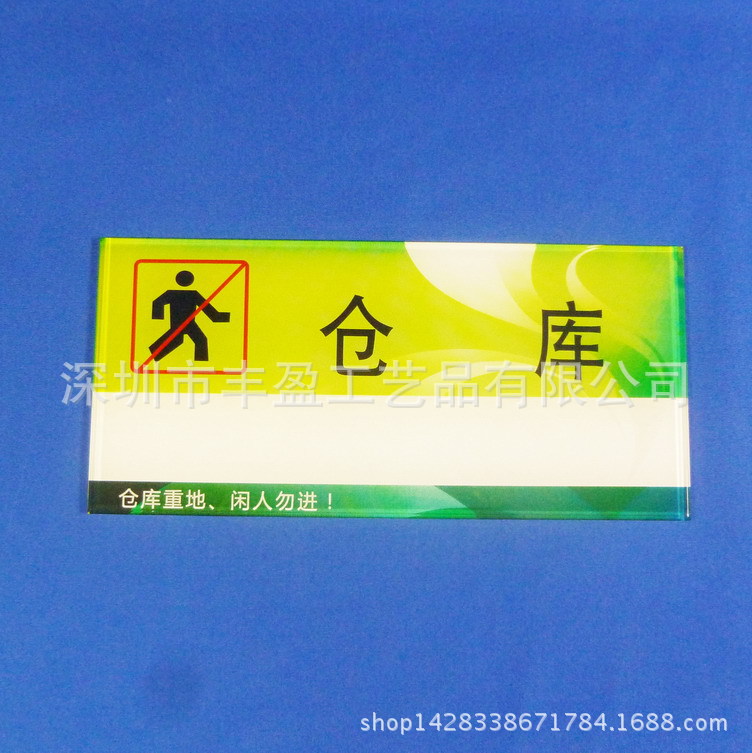 仓 库
深圳市丰盈工艺品有限公司
仓库重地、闲人勿进！
shop1428338671784.1688.com